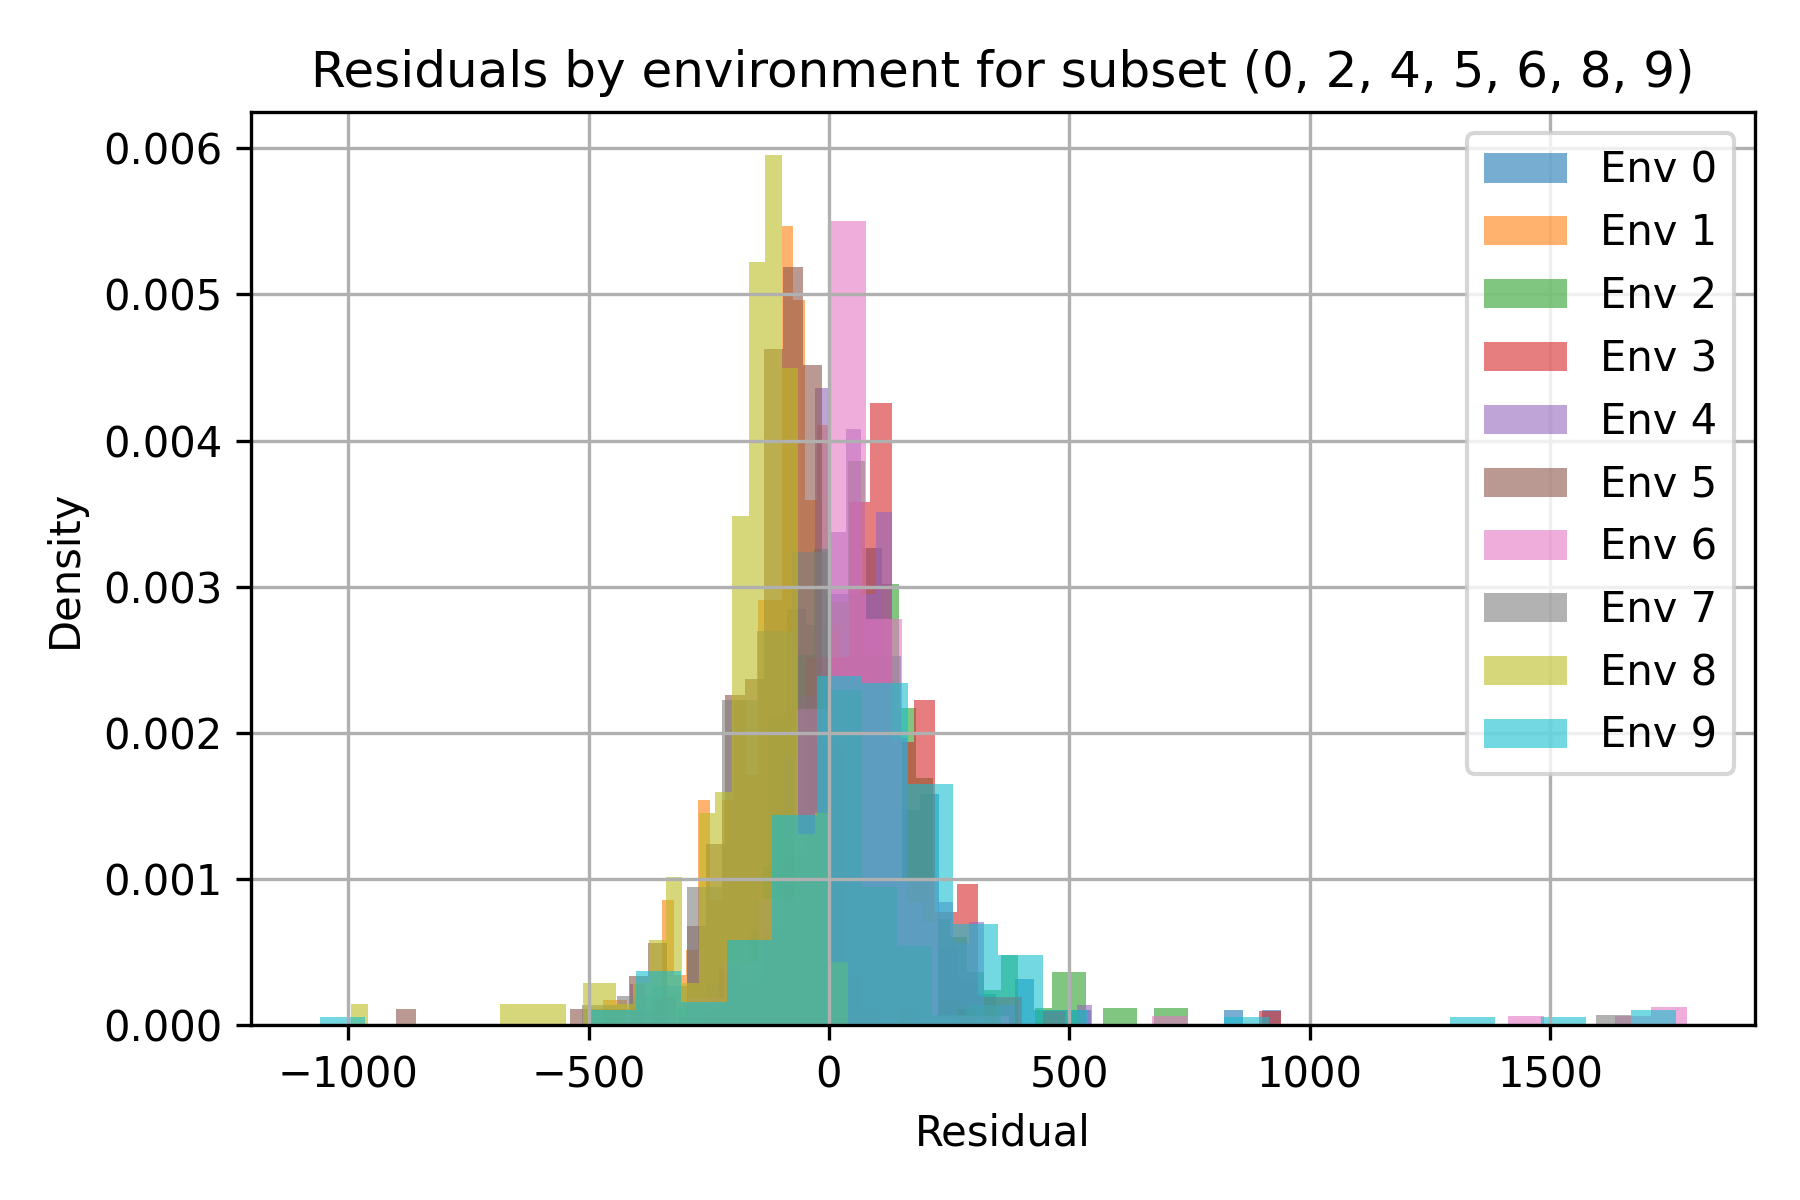 Residuals by environment for subset (0, 2, 4, 5, 6, 8, 9)
0.006
0.005
0.004
0.003
0.002
0.001
0.000
Density
−1000
−500
0
500
1000
1500
Residual
Env 0
Env 1
Env 2
Env 3
Env 4
Env 5
Env 6
Env 7
Env 8
Env 9